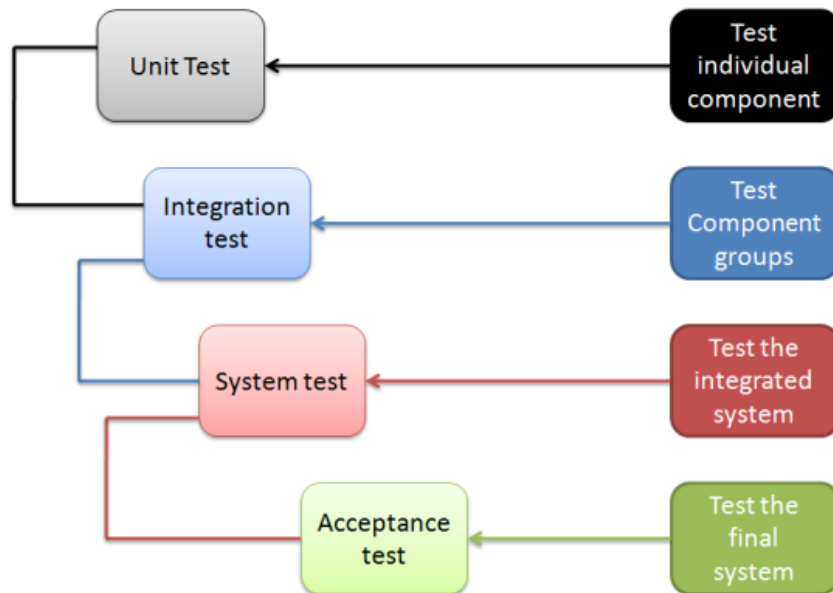 Unit Test
Test
individual
component
Integration
test
Test
Component
groups
System test
Test the
integrated
system
Acceptance
test
Test the
final
system